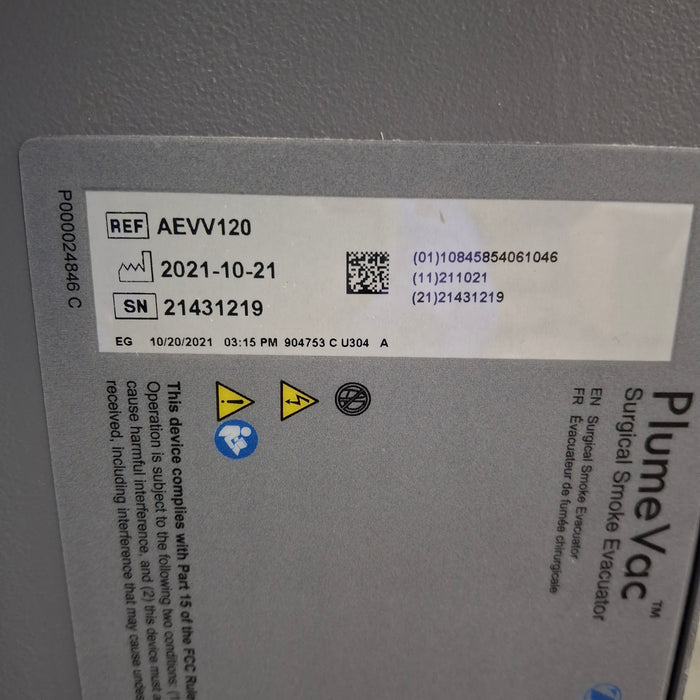 P000024846 C
REF AEVV120
2021-10-21
SN 21431219
(01)10845854061046
(11)211021
(21)21431219
EG 10/20/2021 03:15 PM 904753 C U304 A
PlumeVac™
Surgical Smoke Evacuator
EN Surgical Smoke Evacuator
FR Évacuateur de fumée chirurgicale
This device complies with Part 15 of the FCC Rule
Operation is subject to the following two conditions: (1
cause harmful interference, and (2) this device must a
received, including interference that may cause undes